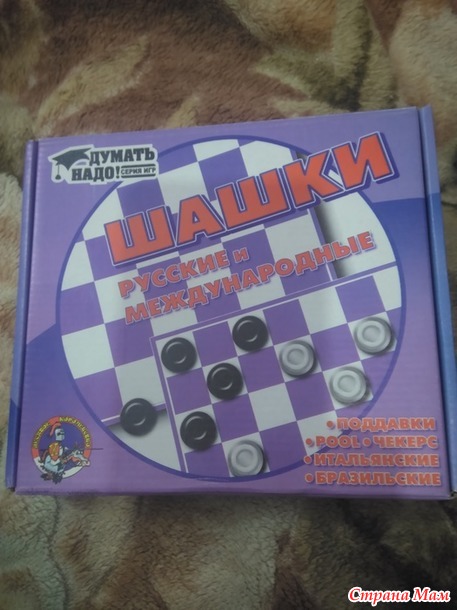 ДУМАТЬ
НАДО!
СЕРИЯ ИГР
ШАШКИ
РУССКИЕ И
МЕЖДУНАРОДНЫЕ
• ПОДДАВКИ
• POOL • ЧЕКЕРС
• ИТАЛЬЯНСКИЕ
• БРАЗИЛЬСКИЕ
Страна Мам